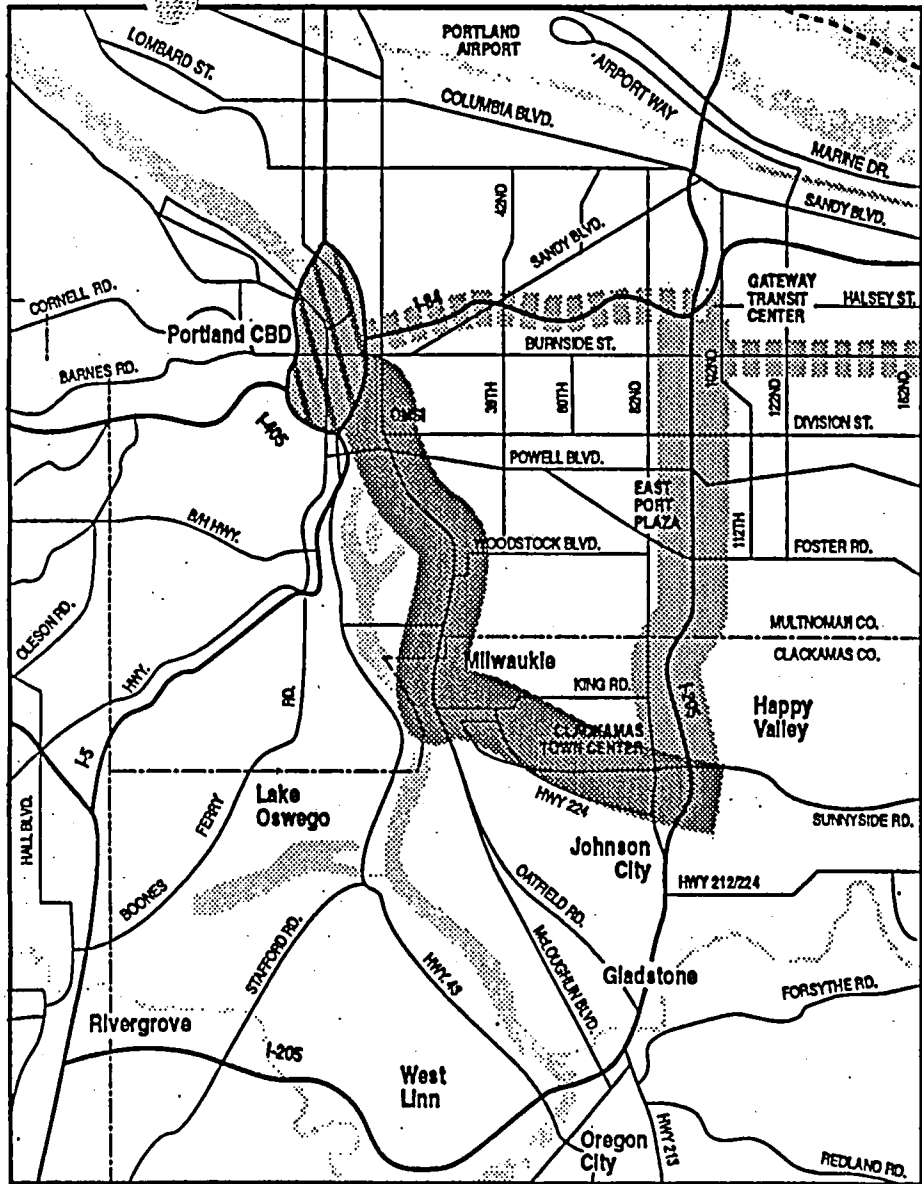 PORTLAND
AIRPORT
LOMBARD ST.
AIRPORT WAY
COLUMBIA BLVD.
MARINE DR.
42ND
SANDY BLVD.
SANDY BLVD.
CORNELL RD.
I-84
GATEWAY
TRANSIT
CENTER
HALSEY ST.
Portland CBD
BURNSIDE ST.
BARNES RD.
39TH
60TH
82ND
102ND
122ND
162ND
OMSI
I-405
DIVISION ST.
POWELL BLVD.
EAST
PORT
PLAZA
B/H HWY.
WOODSTOCK BLVD.
112TH
FOSTER RD.
OLESON RD.
MULTNOMAH CO.
CLACKAMAS CO.
Milwaukie
HWY.
RD.
KING RD.
I-205
Happy
Valley
CLACKAMAS
TOWN CENTER
I-5
HWY 224
Lake
Oswego
FERRY
SUNNYSIDE RD.
HALL BLVD.
Johnson
City
BOONES
OATFIELD RD.
HWY 212/224
STAFFORD RD.
HWY. 43
McLOUGHLIN BLVD.
Gladstone
FORSYTHE RD.
Rivergrove
I-205
West
Linn
Oregon
City
HWY 213
REDLAND RD.